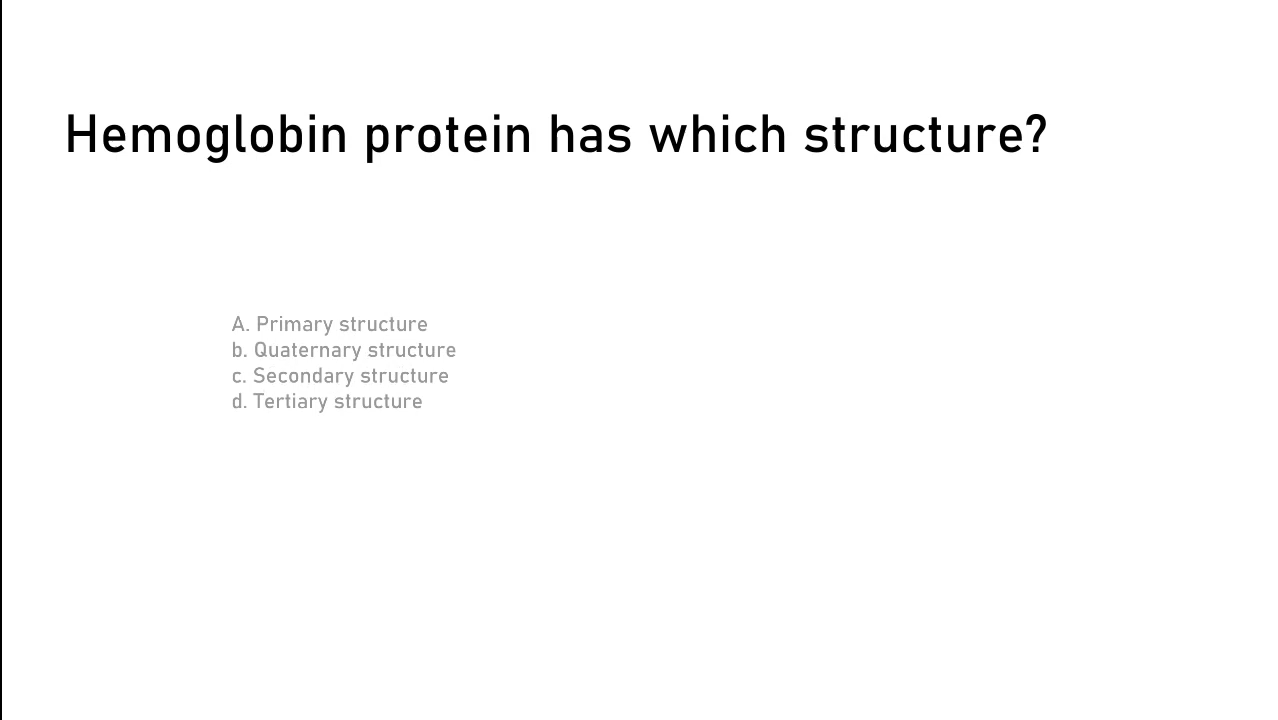 Hemoglobin protein has which structure?
A. Primary structure
b. Quaternary structure
c. Secondary structure
d. Tertiary structure